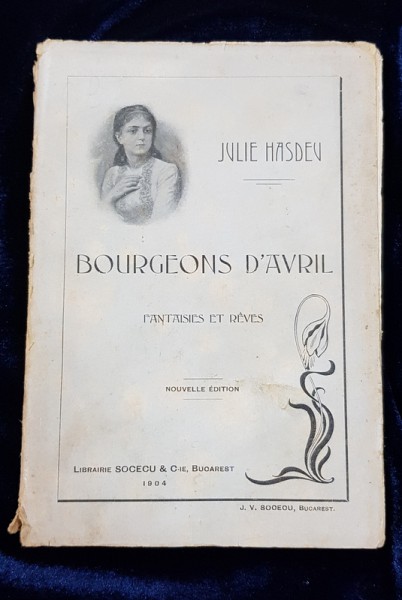 JULIE HASDEU
BOURGEONS D'AVRIL
FANTAISIES ET RÊVES
NOUVELLE ÉDITION
LIBRAIRIE SOCECU & C-IE, BUCAREST
1904
J. V. SOCECU, BUCAREST.